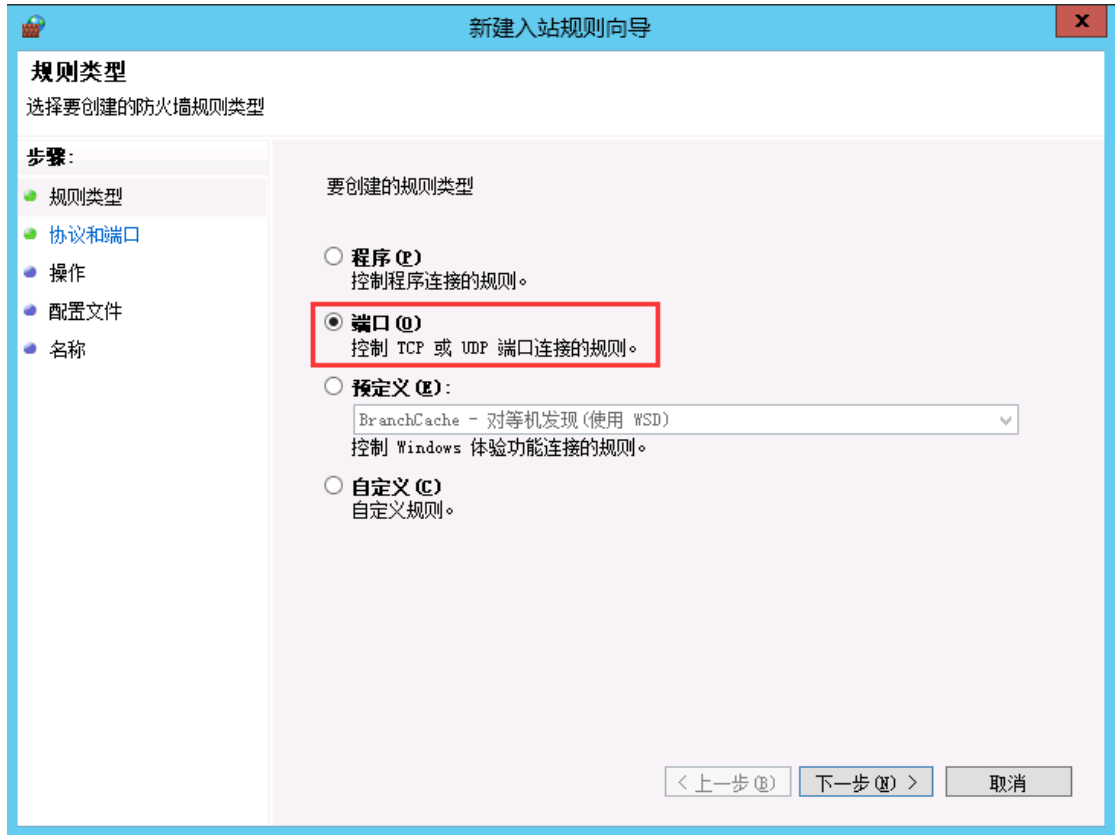 新建入站规则向导
x
规则类型
选择要创建的防火墙规则类型
步骤:
规则类型
协议和端口
操作
配置文件
名称
要创建的规则类型
程序(P)
控制程序连接的规则。
端口(O)
控制 TCP 或 UDP 端口连接的规则。
预定义(E):
BranchCache - 对等机发现(使用 WSD)
控制 Windows 体验功能连接的规则。
自定义(C)
自定义规则。
< 上一步(B)
下一步(N) >
取消